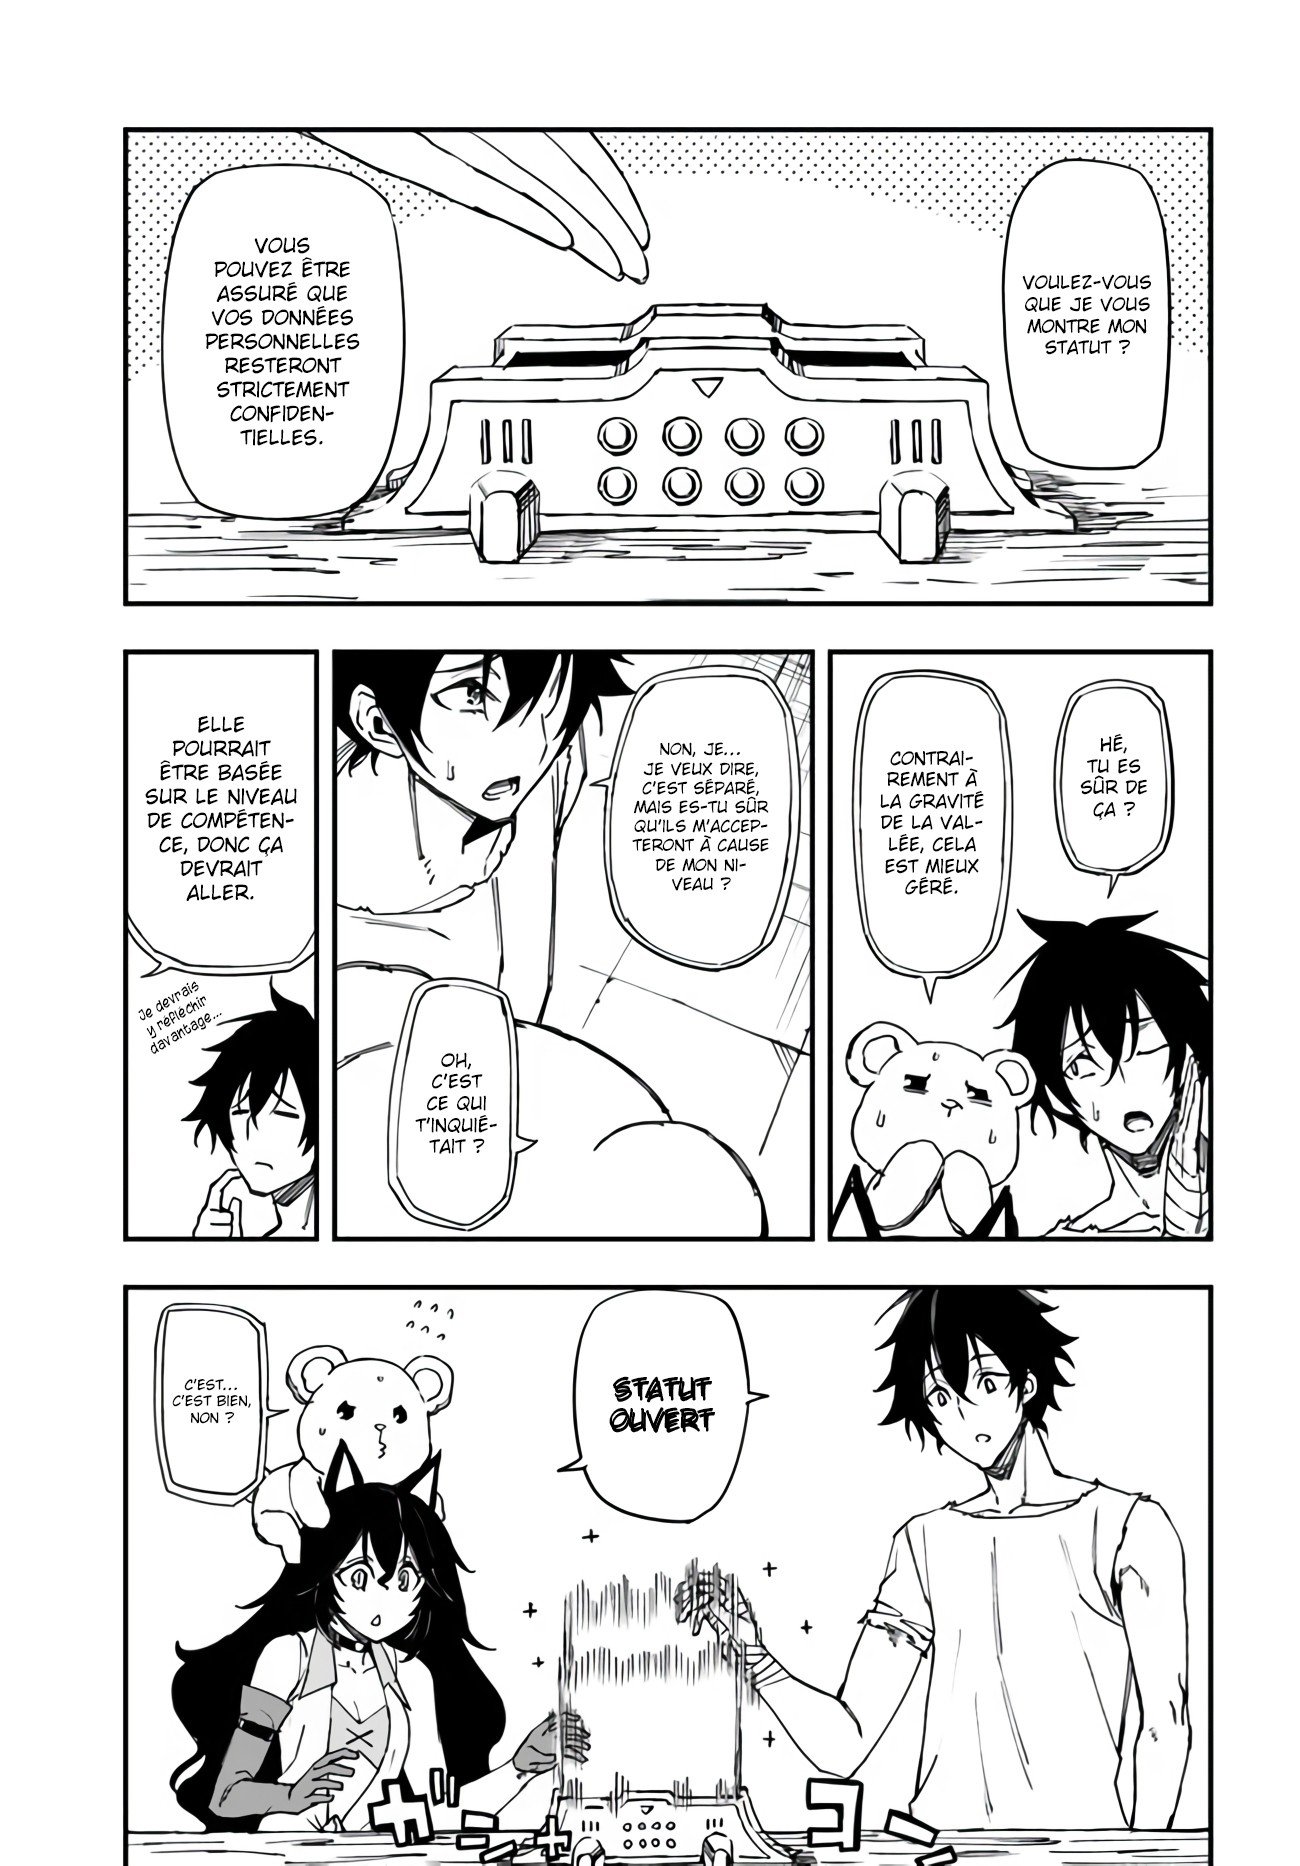 VOULEZ-VOUS
QUE JE VOUS
MONTRE MON
STATUT ?
VOUS
POUVEZ ÊTRE
ASSURÉ QUE
VOS DONNÉES
PERSONNELLES
RESTERONT
STRICTEMENT
CONFIDEN-
TIELLES.
HÉ,
TU ES
SÛR DE
ÇA ?
CONTRAI-
REMENT À
LA GRAVITÉ
DE LA VAL-
LÉE, CELA
EST MIEUX
GÉRÉ.
NON, JE...
JE VEUX DIRE,
C'EST SÉPARÉ,
MAIS ES-TU SÛR
QU'ILS M'ACCEP-
TERONT À CAUSE
DE MON NI-
VEAU ?
OH,
C'EST
CE QUI
T'INQUIÉ-
TAIT ?
ELLE
POURRAIT
ÊTRE BASÉE
SUR LE NIVEAU
DE COMPÉTEN-
CE, DONC ÇA
DEVRAIT
ALLER.
Je devrais
y réfléchir
davantage...
STATUT
OUVERT
C'EST...
C'EST BIEN,
NON ?